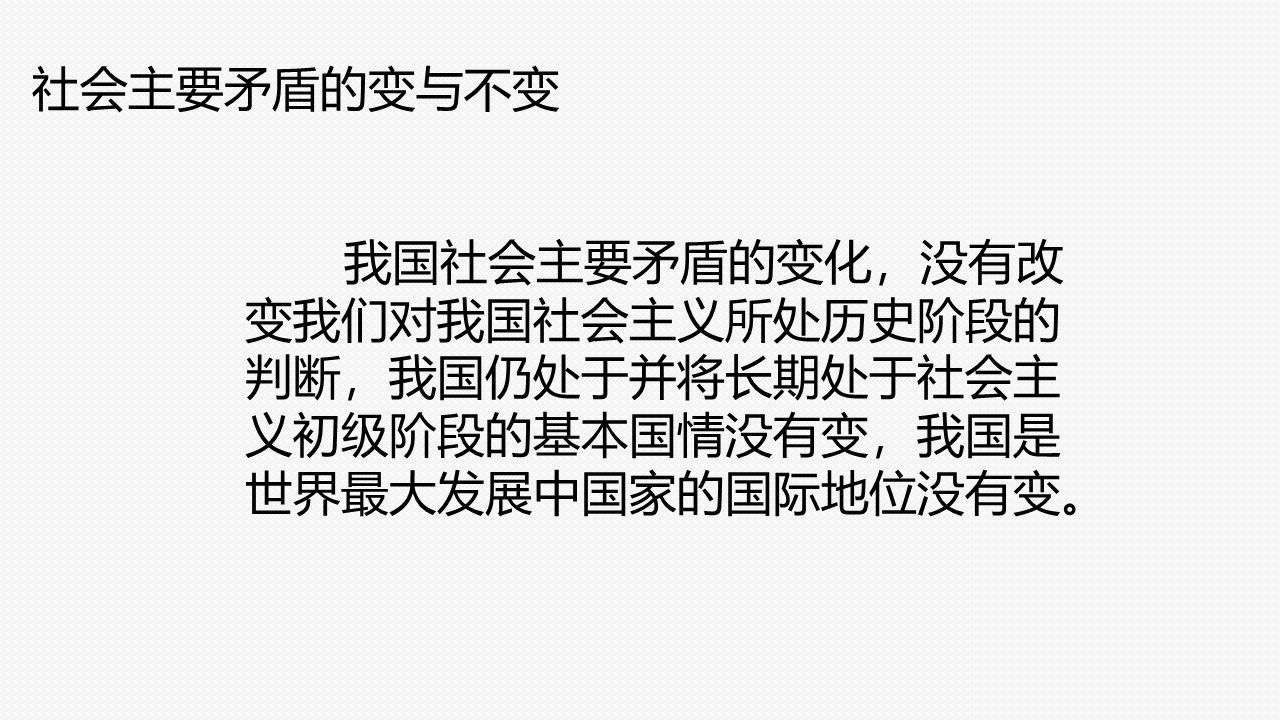 社会主要矛盾的变与不变
我国社会主要矛盾的变化，没有改
变我们对我国社会主义所处历史阶段的
判断，我国仍处于并将长期处于社会主
义初级阶段的基本国情没有变，我国是
世界最大发展中国家的国际地位没有变。